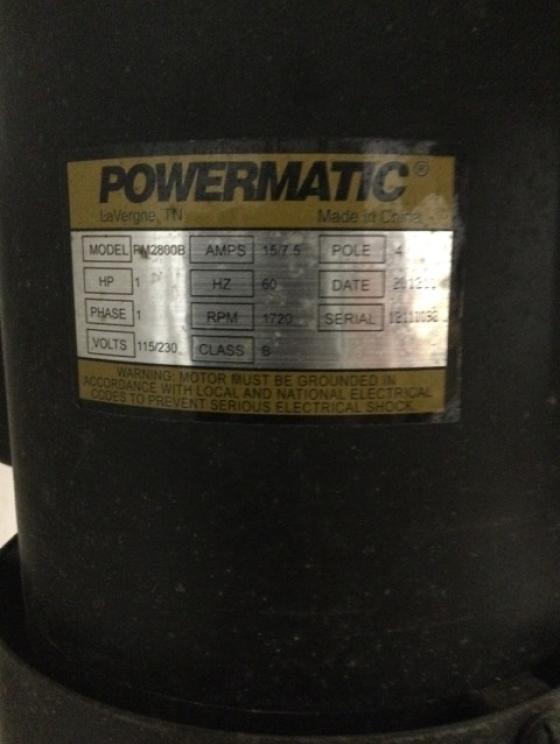 POWERMATIC®
LaVergne, TN Made in China
MODEL PM2800B AMPS 15/7.5 POLE 4
HP 1 HZ 60 DATE
PHASE 1 RPM 1720 SERIAL
VOLTS 115/230 CLASS B
WARNING: MOTOR MUST BE GROUNDED IN
ACCORDANCE WITH LOCAL AND NATIONAL ELECTRICAL
CODES TO PREVENT SERIOUS ELECTRICAL SHOCK.